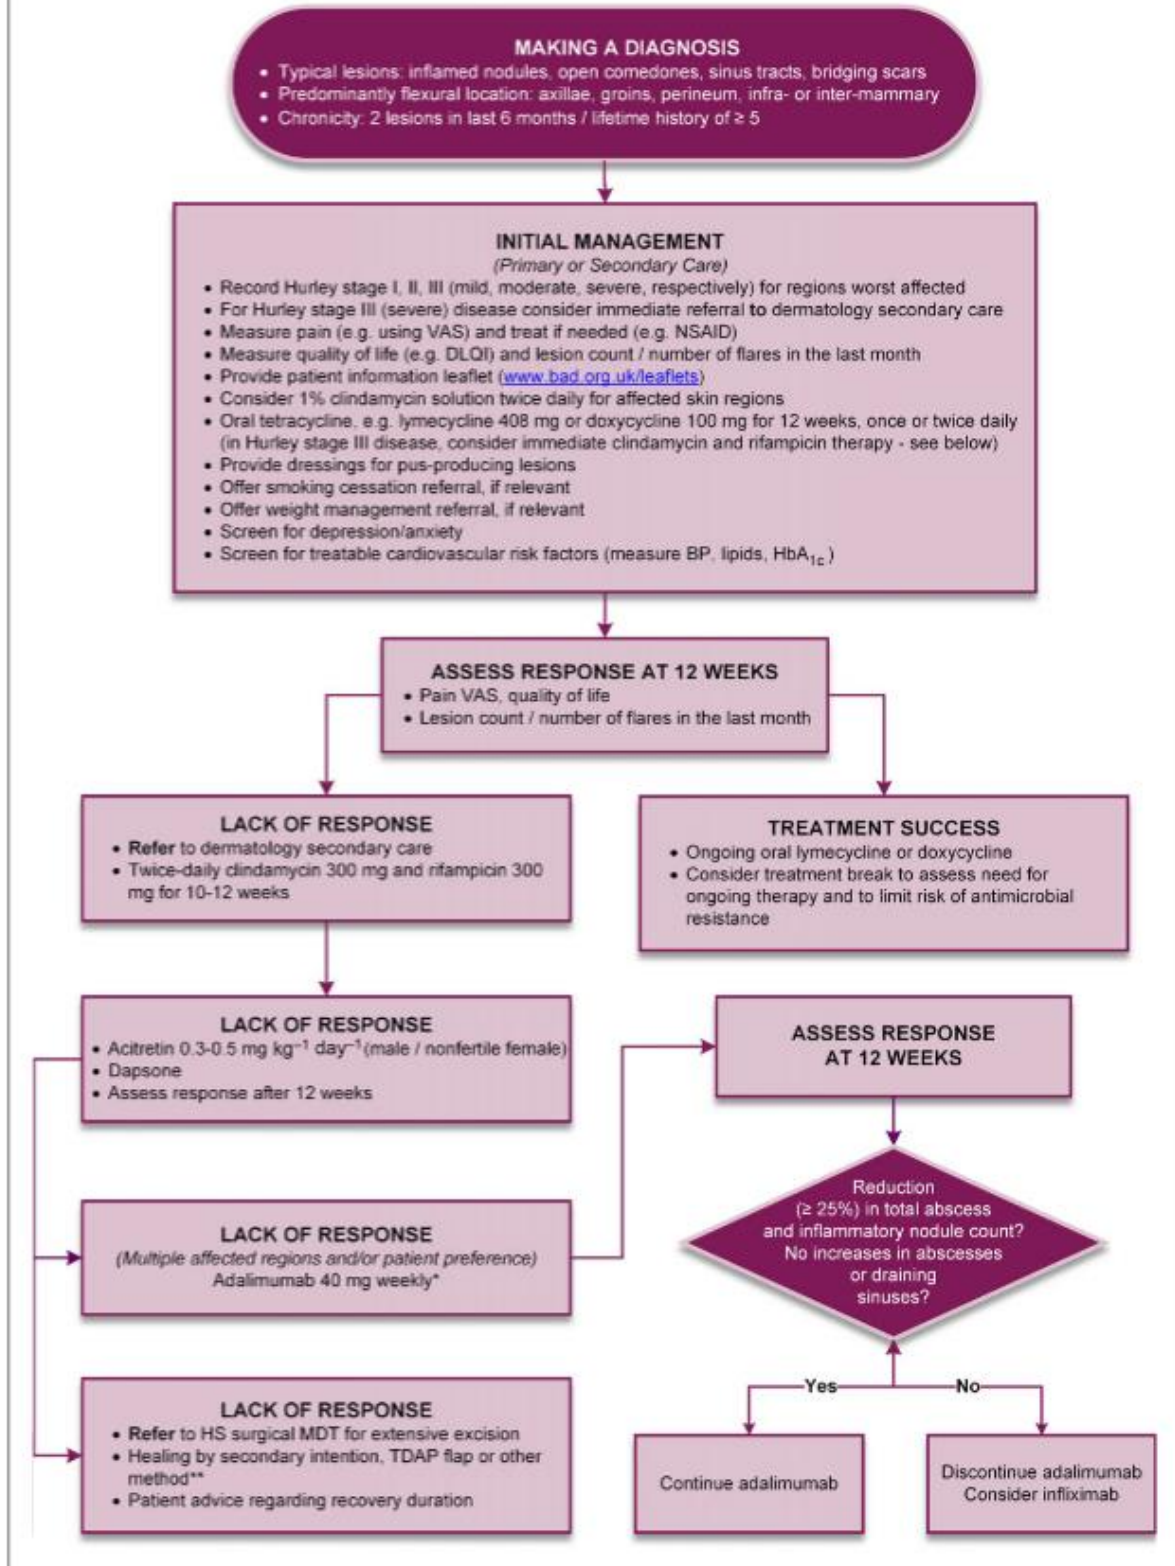 MAKING A DIAGNOSIS
• Typical lesions: inflamed nodules, open comedones, sinus tracts, bridging scars
• Predominantly flexural location: axillae, groins, perineum, infra- or inter-mammary
• Chronicity: 2 lesions in last 6 months / lifetime history of ≥ 5
INITIAL MANAGEMENT
(Primary or Secondary Care)
• Record Hurley stage I, II, III (mild, moderate, severe, respectively) for regions worst affected
• For Hurley stage III (severe) disease consider immediate referral to dermatology secondary care
• Measure pain (e.g. using VAS) and treat if needed (e.g. NSAID)
• Measure quality of life (e.g. DLQI) and lesion count / number of flares in the last month
• Provide patient information leaflet (www.bad.org.uk/leaflets)
• Consider 1% clindamycin solution twice daily for affected skin regions
• Oral tetracycline. e.g. lymecycline 408 mg or doxycycline 100 mg for 12 weeks, once or twice daily
(in Hurley stage III disease, consider immediate clindamycin and rifampicin therapy - see below)
• Provide dressings for pus-producing lesions
• Offer smoking cessation referral, if relevant
• Offer weight management referral, if relevant
• Screen for depression/anxiety
• Screen for treatable cardiovascular risk factors (measure BP, lipids, HbA1c )
ASSESS RESPONSE AT 12 WEEKS
• Pain VAS, quality of life
• Lesion count / number of flares in the last month
LACK OF RESPONSE
• Refer to dermatology secondary care
• Twice-daily clindamycin 300 mg and rifampicin 300
mg for 10-12 weeks
TREATMENT SUCCESS
• Ongoing oral lymecycline or doxycycline
• Consider treatment break to assess need for
ongoing therapy and to limit risk of antimicrobial
resistance
LACK OF RESPONSE
• Acitretin 0.3-0.5 mg kg⁻¹ day⁻¹(male / nonfertile female)
• Dapsone
• Assess response after 12 weeks
ASSESS RESPONSE
AT 12 WEEKS
LACK OF RESPONSE
(Multiple affected regions and/or patient preference)
Adalimumab 40 mg weekly*
Reduction
(≥ 25%) in total abscess
and inflammatory nodule count?
No increases in abscesses
or draining
sinuses?
LACK OF RESPONSE
• Refer to HS surgical MDT for extensive excision
• Healing by secondary intention, TDAP flap or other
method**
• Patient advice regarding recovery duration
Yes
No
Continue adalimumab
Discontinue adalimumab
Consider infliximab